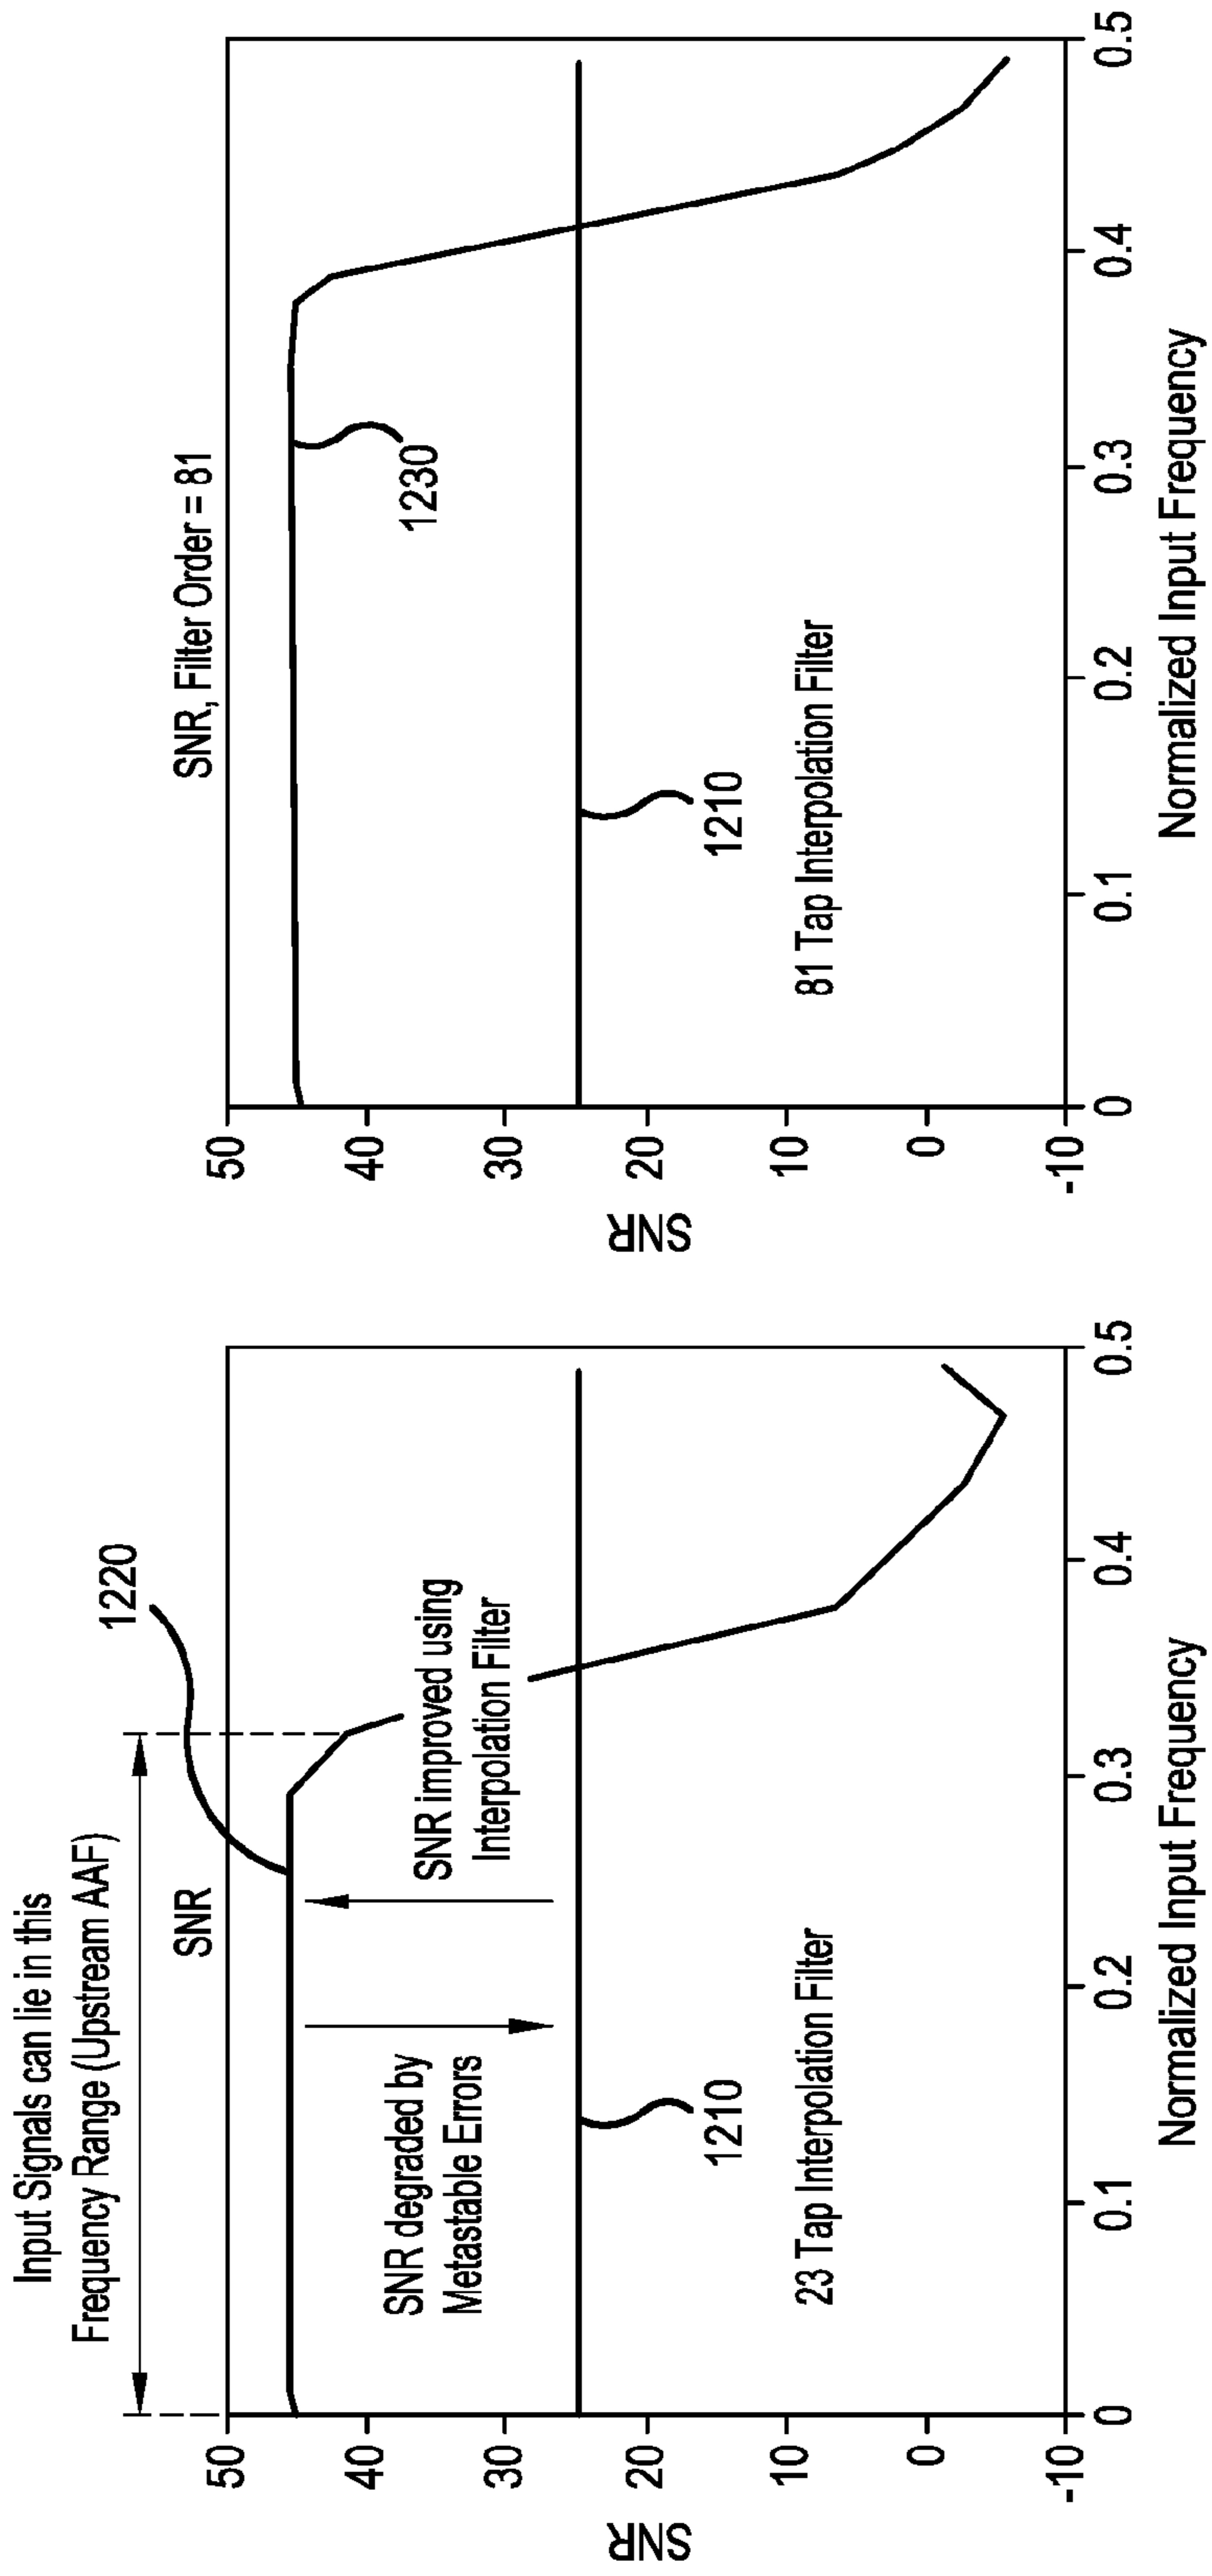 Input Signals can lie in this
Frequency Range (Upstream AAF)
1220
SNR
50
40
30
20
10
0
-10
SNR
SNR degraded by
Metastable Errors
SNR improved using
Interpolation Filter
1210
23 Tap Interpolation Filter
0
0.1
0.2
0.3
0.4
0.5
Normalized Input Frequency
SNR, Filter Order = 81
50
40
30
20
10
0
-10
SNR
1230
1210
81 Tap Interpolation Filter
0
0.1
0.2
0.3
0.4
0.5
Normalized Input Frequency